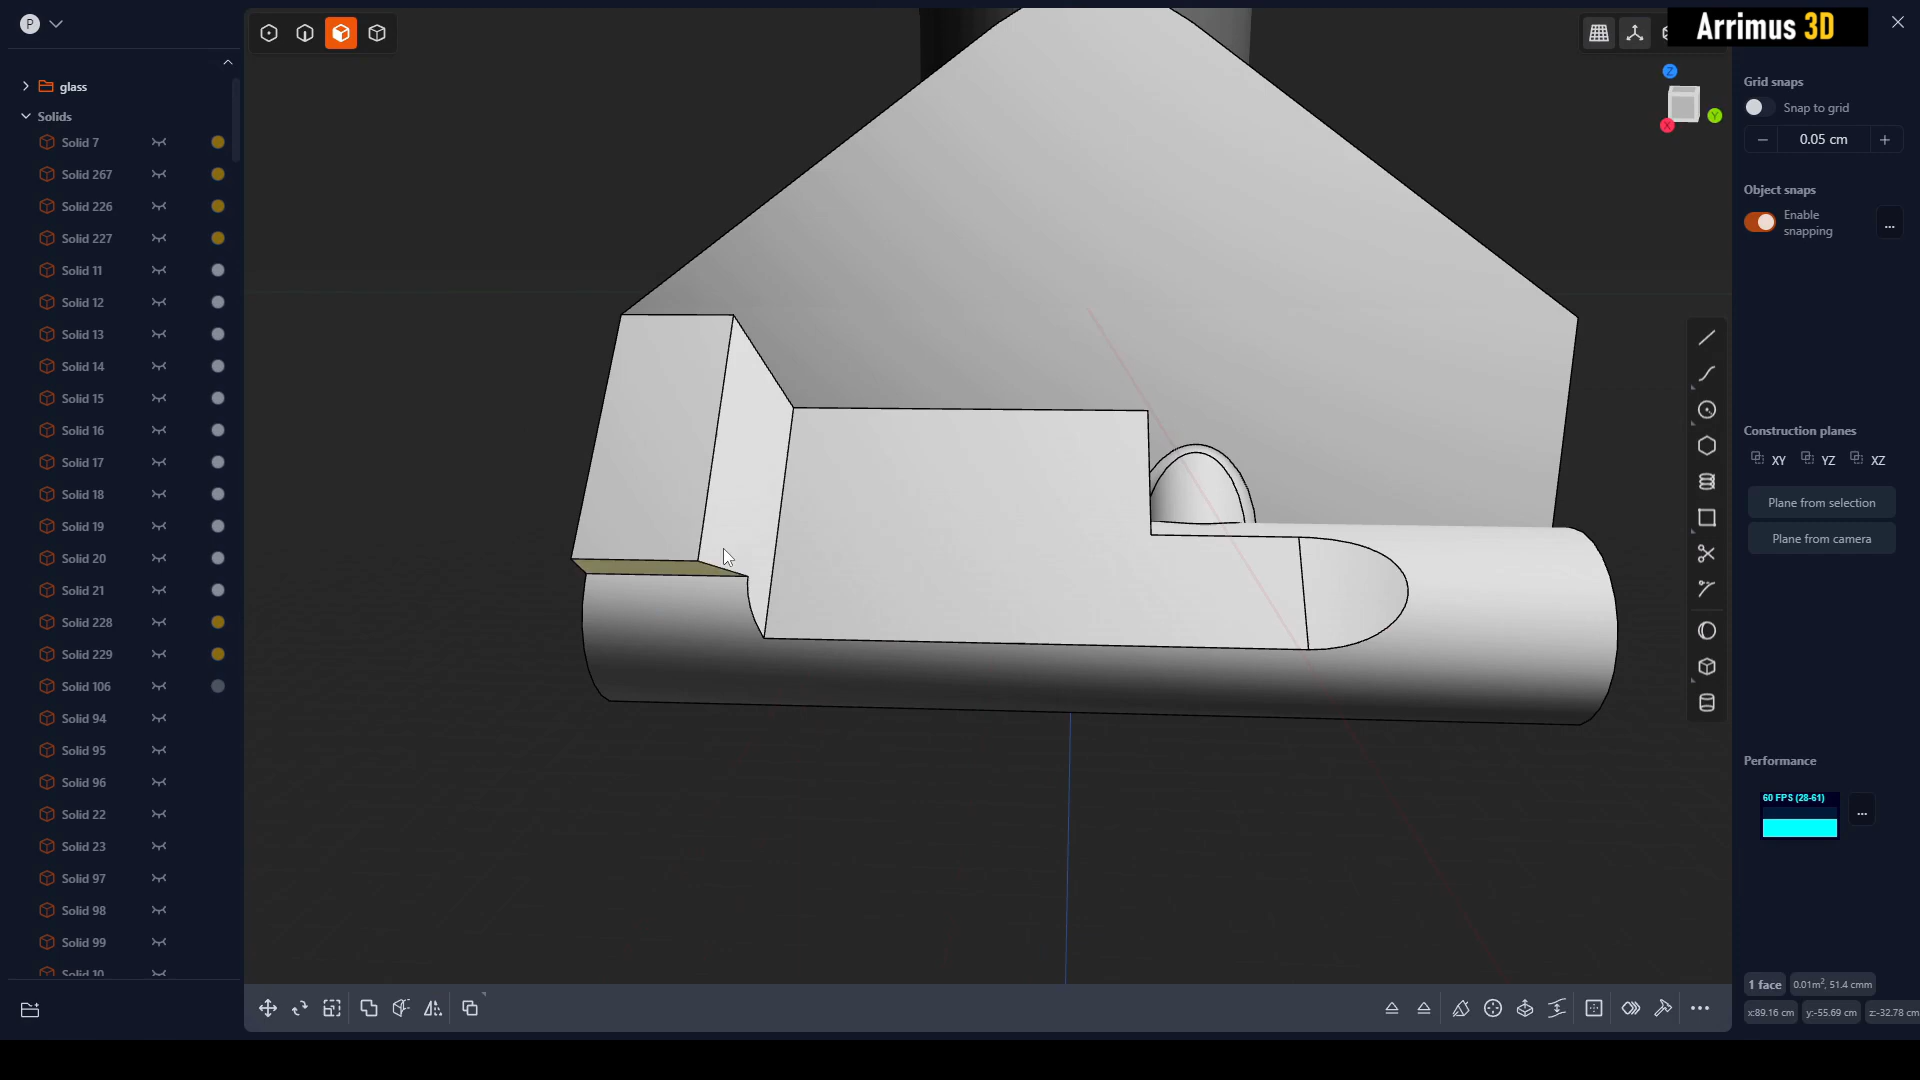 P
glass
Solids
Solid 7
Solid 267
Solid 226
Solid 227
Solid 11
Solid 12
Solid 13
Solid 14
Solid 15
Solid 16
Solid 17
Solid 18
Solid 19
Solid 20
Solid 21
Solid 228
Solid 229
Solid 106
Solid 94
Solid 95
Solid 96
Solid 22
Solid 23
Solid 97
Solid 98
Solid 99
Solid 10
Arrimus 3D
Z
Y
X
Grid snaps
Snap to grid
0.05 cm
Object snaps
Enable
snapping
...
Construction planes
XY YZ XZ
Plane from selection
Plane from camera
Performance
60 FPS (28-61)
...
1 face 0.01m², 51.4 cmm
x:89.16 cm y:-55.69 cm z:-32.78 cm